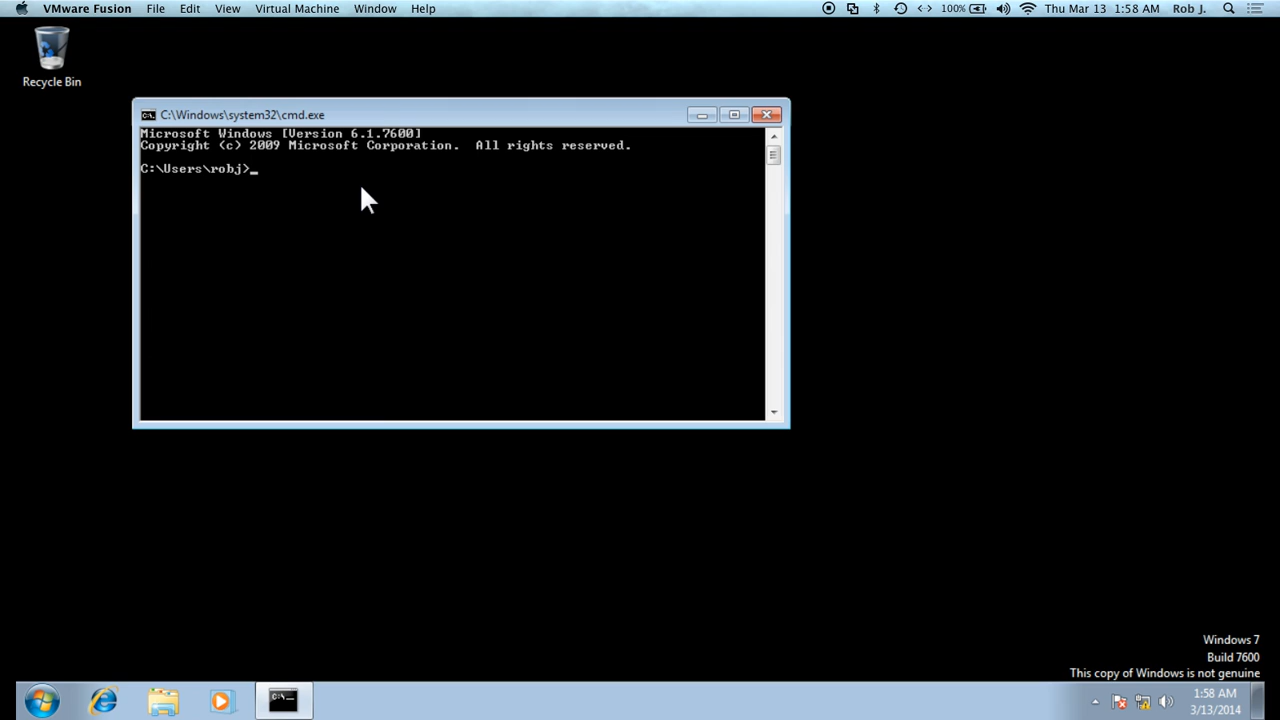 VMware Fusion File Edit View Virtual Machine Window Help 100% Thu Mar 13 1:58 AM Rob J.
Recycle Bin
C:\Windows\system32\cmd.exe
Microsoft Windows [Version 6.1.7600]
Copyright (c) 2009 Microsoft Corporation. All rights reserved.
C:\Users\robj>_
Windows 7
Build 7600
This copy of Windows is not genuine
1:58 AM
3/13/2014